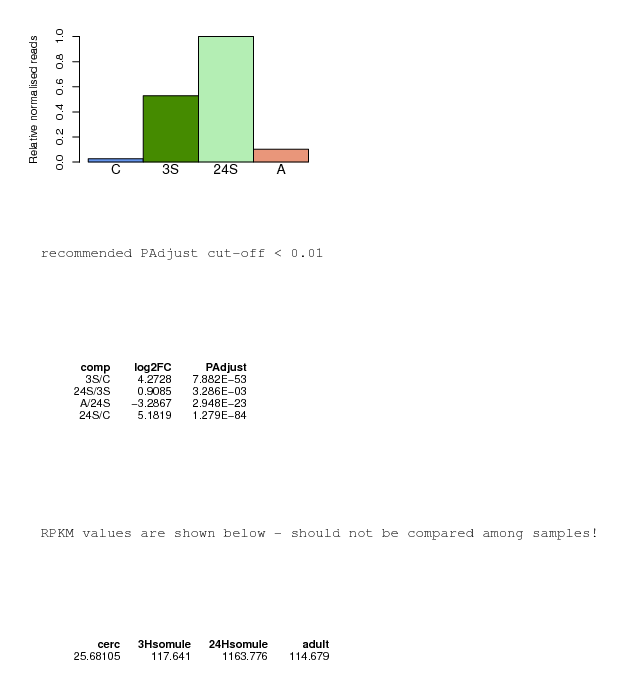 Relative normalised reads
1.0
0.8
0.6
0.4
0.2
0.0
C 3S 24S A
recommended PAdjust cut-off < 0.01
comp log2FC PAdjust
3S/C 4.2728 7.882E−53
24S/3S 0.9085 3.286E−03
A/24S −3.2867 2.948E−23
24S/C 5.1819 1.279E−84
RPKM values are shown below - should not be compared among samples!
cerc 3Hsomule 24Hsomule adult
25.68105 117.641 1163.776 114.679